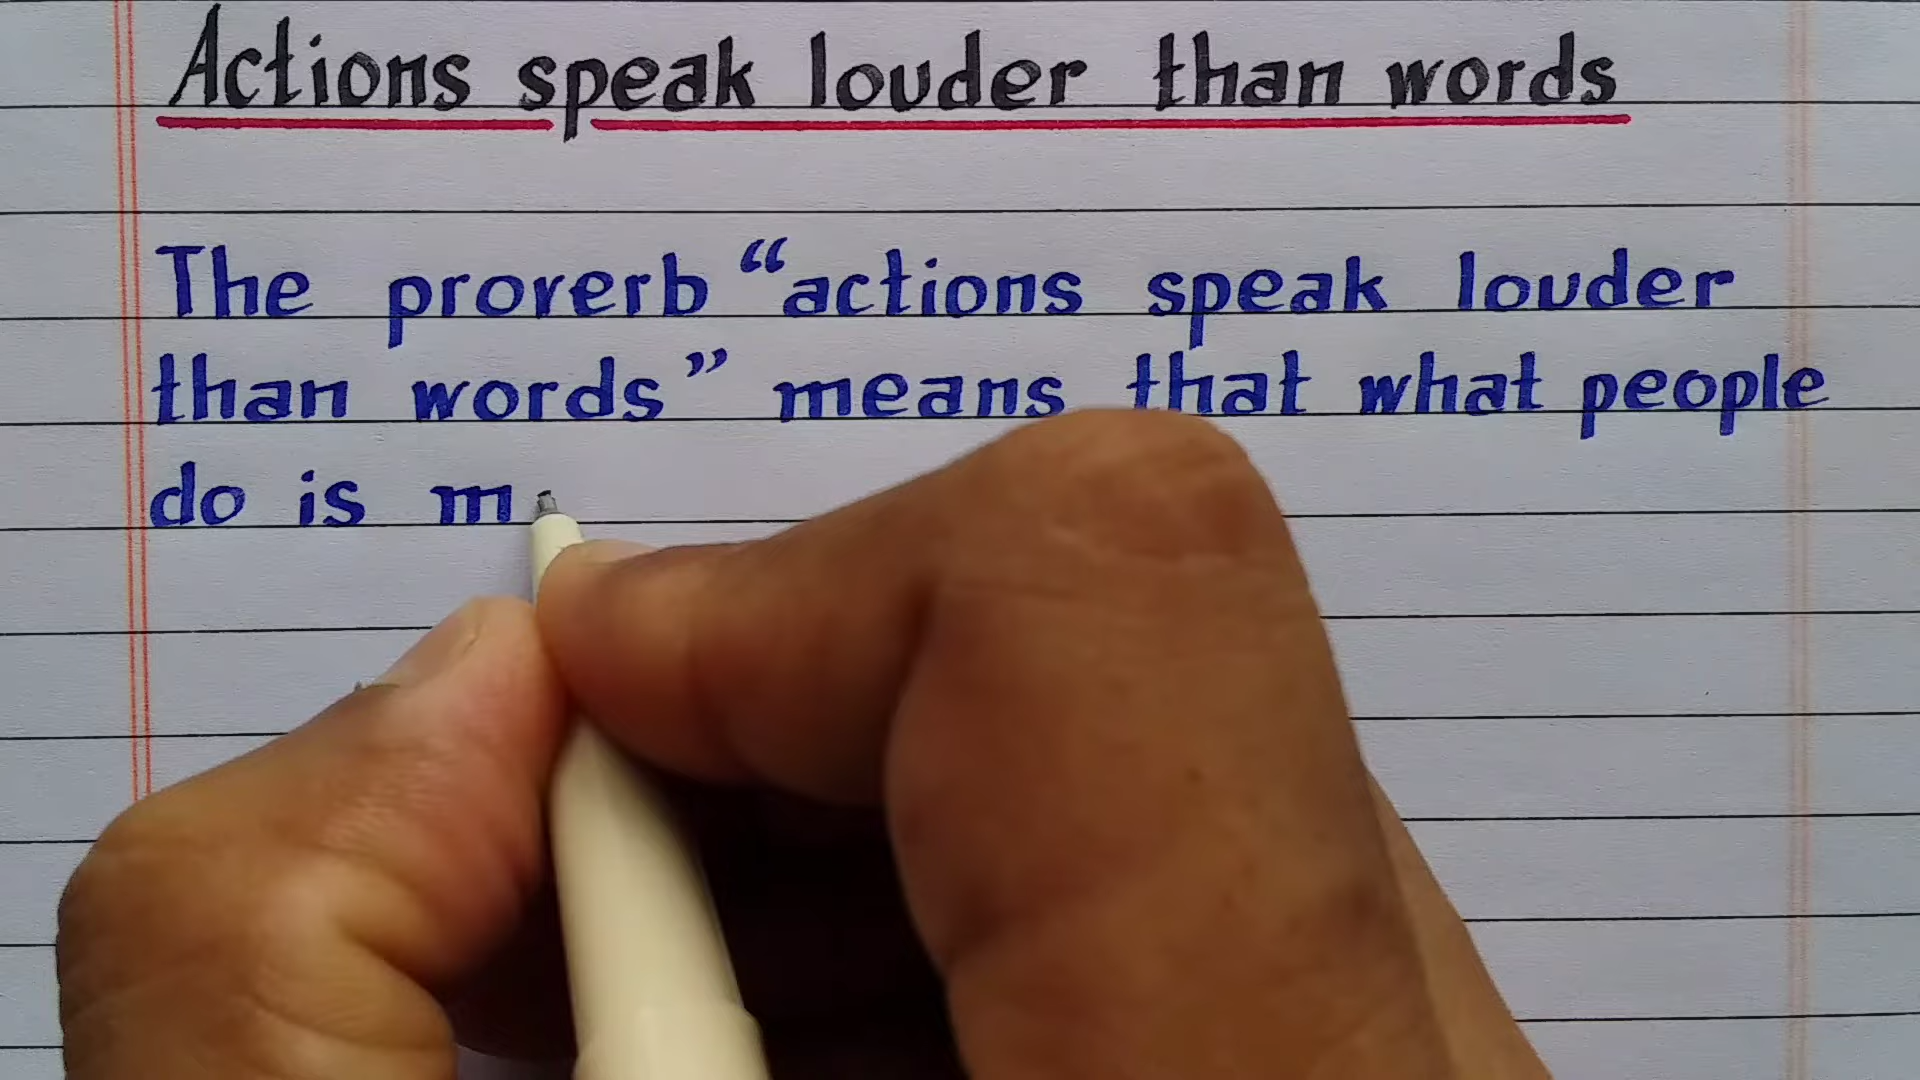 Actions speak louder than words
The proverb “actions speak louder
than words” means that what people
do is m